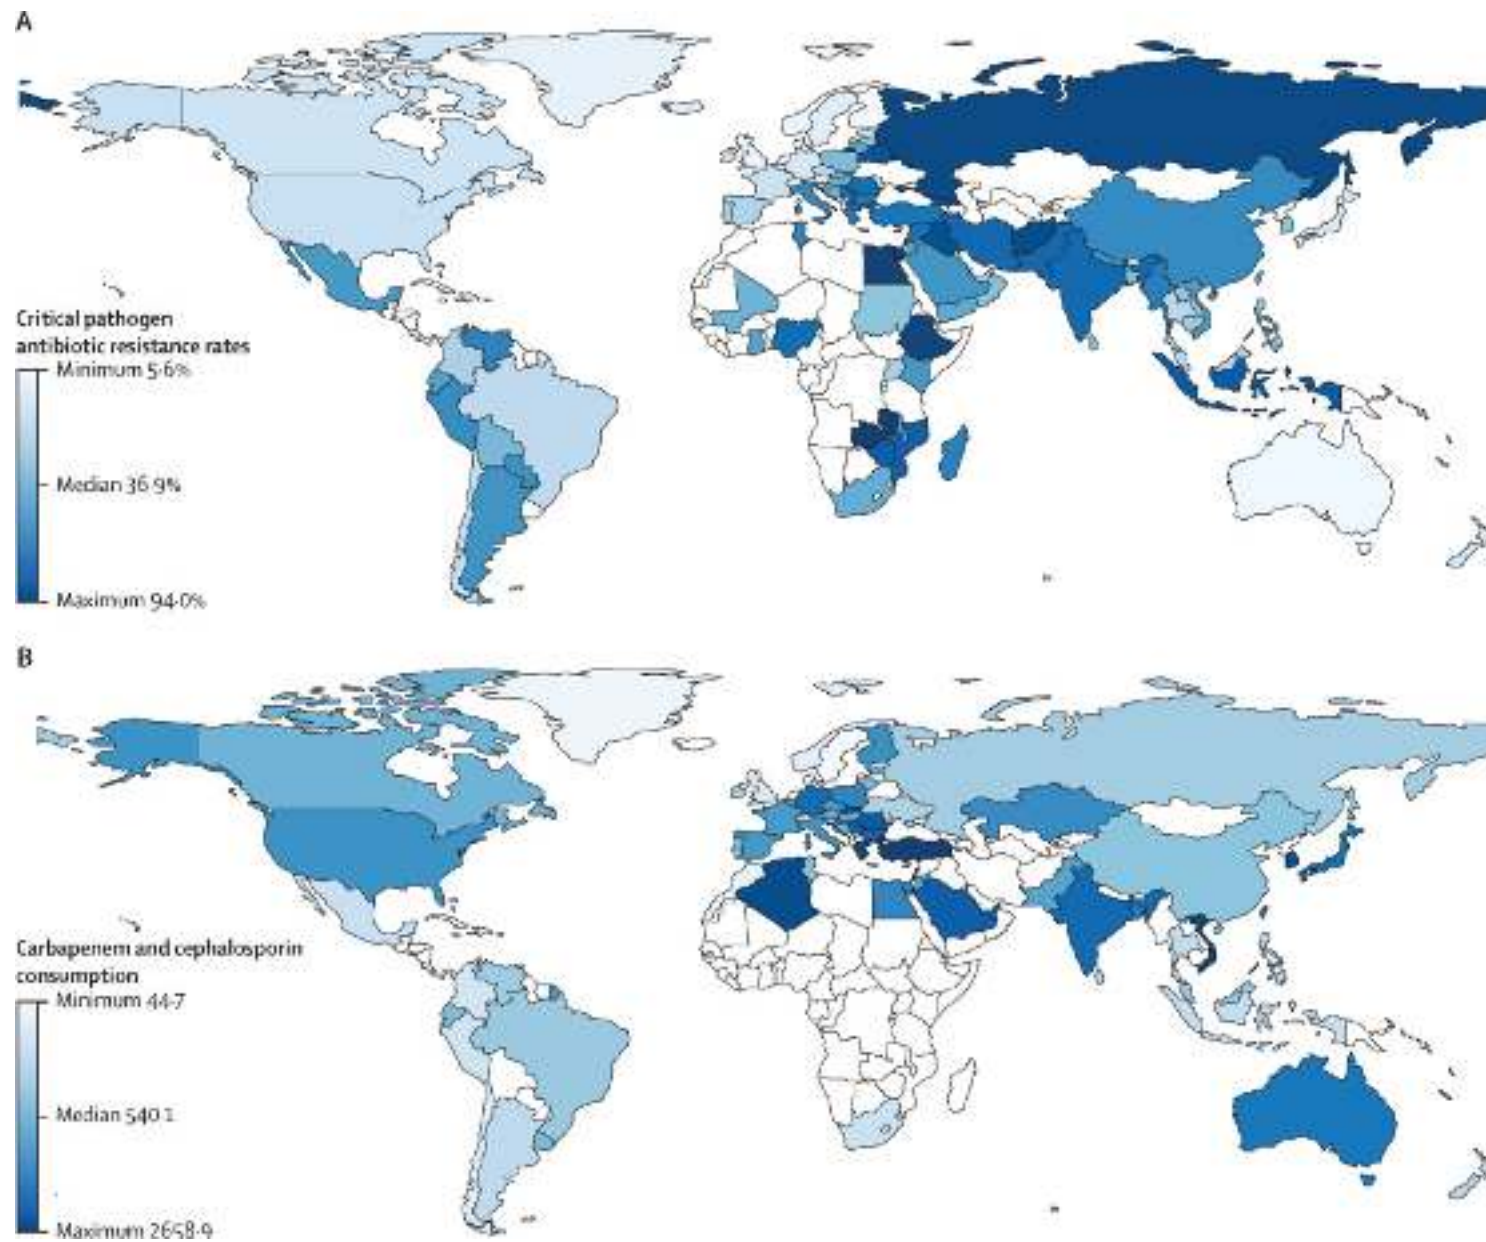 A
Critical pathogen
antibiotic resistance rates
Minimum 5·6%
Median 36·9%
Maximum 94·0%
B
Carbapenem and cephalosporin
consumption
Minimum 44·7
Median 540·1
Maximum 2658·9